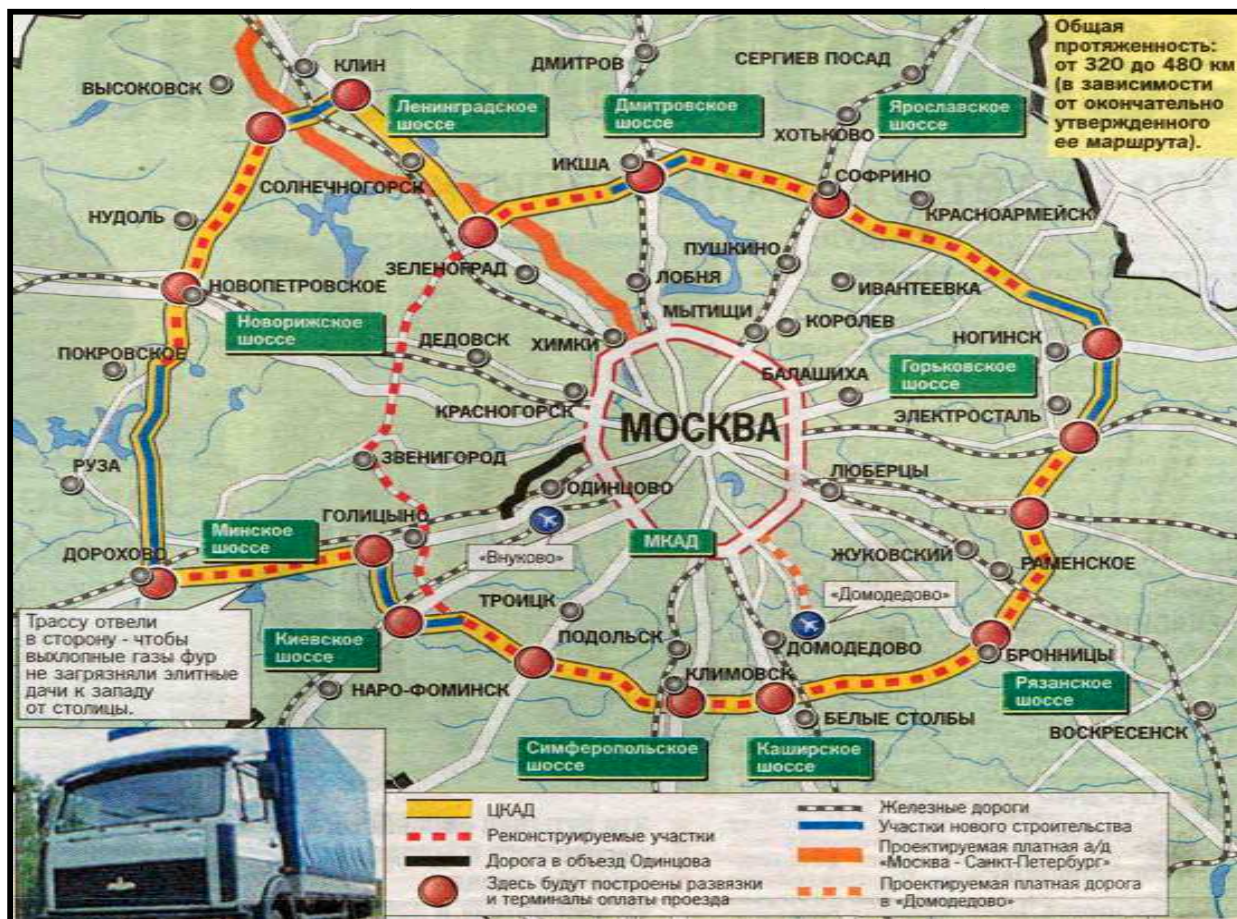 Общая
протяженность:
от 320 до 480 км
(в зависимости
от окончательно
утвержденного
ее маршрута).
КЛИН
ДМИТРОВ
СЕРГИЕВ ПОСАД
ВЫСОКОВСК
Ленинградское
шоссе
Дмитровское
шоссе
Ярославское
шоссе
ХОТЬКОВО
ИКША
СОФРИНО
СОЛНЕЧНОГОРСК
НУДОЛЬ
КРАСНОАРМЕЙСК
ПУШКИНО
ЗЕЛЕНОГРАД
ЛОБНЯ
ИВАНТЕЕВКА
НОВОПЕТРОВСКОЕ
МЫТИЩИ
КОРОЛЕВ
Новорижское
шоссе
ДЕДОВСК
ХИМКИ
НОГИНСК
ПОКРОВСКОЕ
БАЛАШИХА
Горьковское
шоссе
КРАСНОГОРСК
ЭЛЕКТРОСТАЛЬ
МОСКВА
РУЗА
ЗВЕНИГОРОД
ЛЮБЕРЦЫ
ОДИНЦОВО
ГОЛИЦЫНО
Минское
шоссе
МКАД
ДОРОХОВО
«Внуково»
ЖУКОВСКИЙ
РАМЕНСКОЕ
«Домодедово»
ТРОИЦК
Трассу отвели
в сторону - чтобы
выхлопные газы фур
не загрязняли элитные
дачи к западу
от столицы.
Киевское
шоссе
ПОДОЛЬСК
ДОМОДЕДОВО
БРОННИЦЫ
НАРО-ФОМИНСК
КЛИМОВСК
Рязанское
шоссе
БЕЛЫЕ СТОЛБЫ
ВОСКРЕСЕНСК
Симферопольское
шоссе
Каширское
шоссе
ЦКАД
Реконструируемые участки
Дорога в объезд Одинцова
Здесь будут построены развязки
и терминалы оплаты проезда
Железные дороги
Участки нового строительства
Проектируемая платная а/д
«Москва - Санкт-Петербург»
Проектируемая платная дорога
в «Домодедово»